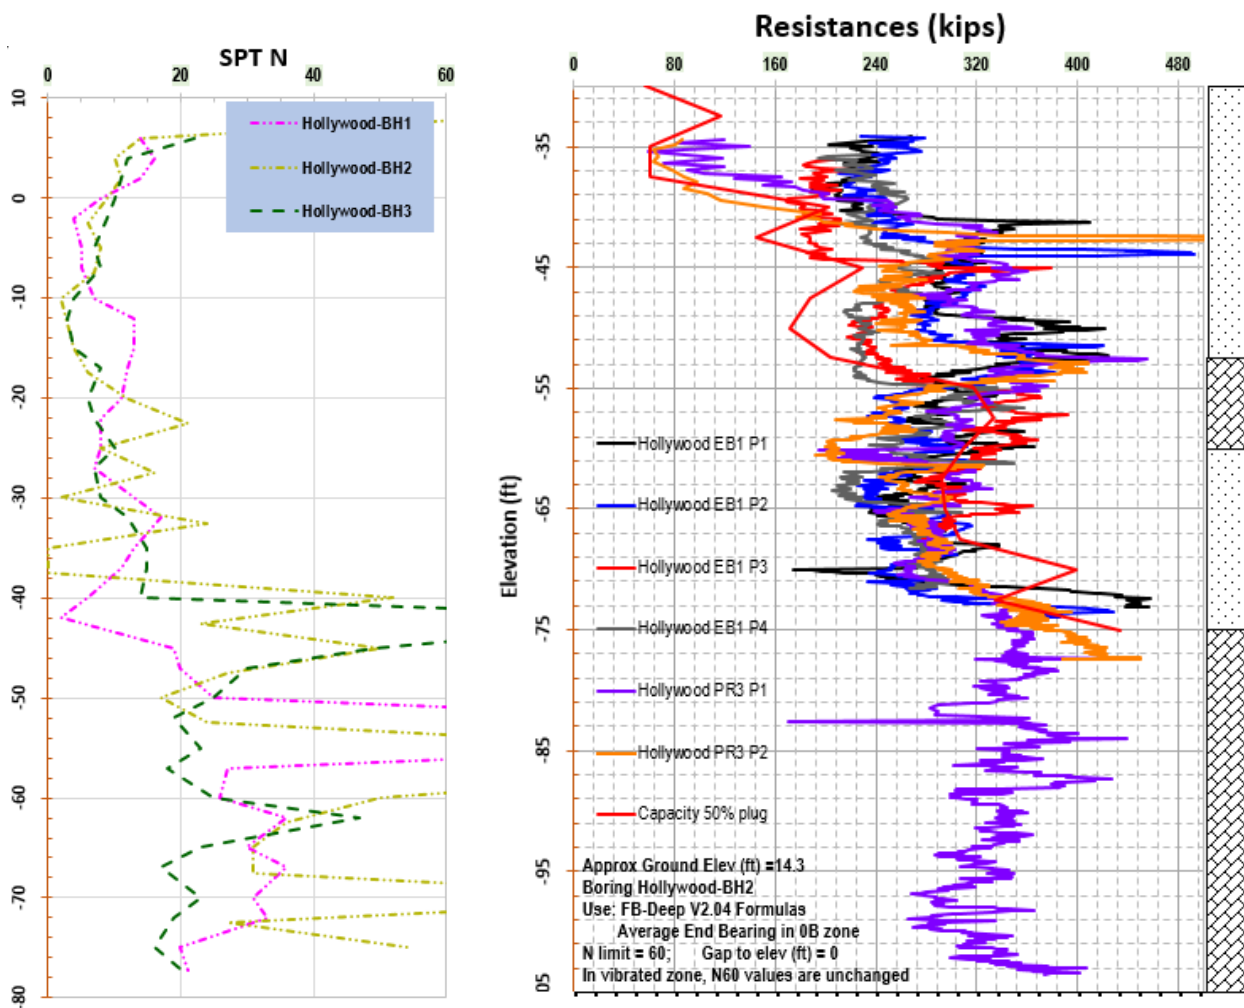 SPT N
0 20 40 60
10
0
-10
-20
-30
-40
-50
-60
-70
-80
Hollywood-BH1
Hollywood-BH2
Hollywood-BH3
Resistances (kips)
0 80 160 240 320 400 480
Elevation (ft)
-35
-45
-55
-65
-75
-85
-95
05
Hollywood EB1 P1
Hollywood EB1 P2
Hollywood EB1 P3
Hollywood EB1 P4
Hollywood PR3 P1
Hollywood PR3 P2
Capacity 50% plug
Approx Ground Elev (ft) =14.3
Boring Hollywood-BH2
Use: FB-Deep V2.04 Formulas
Average End Bearing in 0B zone
N limit = 60; Gap to elev (ft) = 0
In vibrated zone, N60 values are unchanged